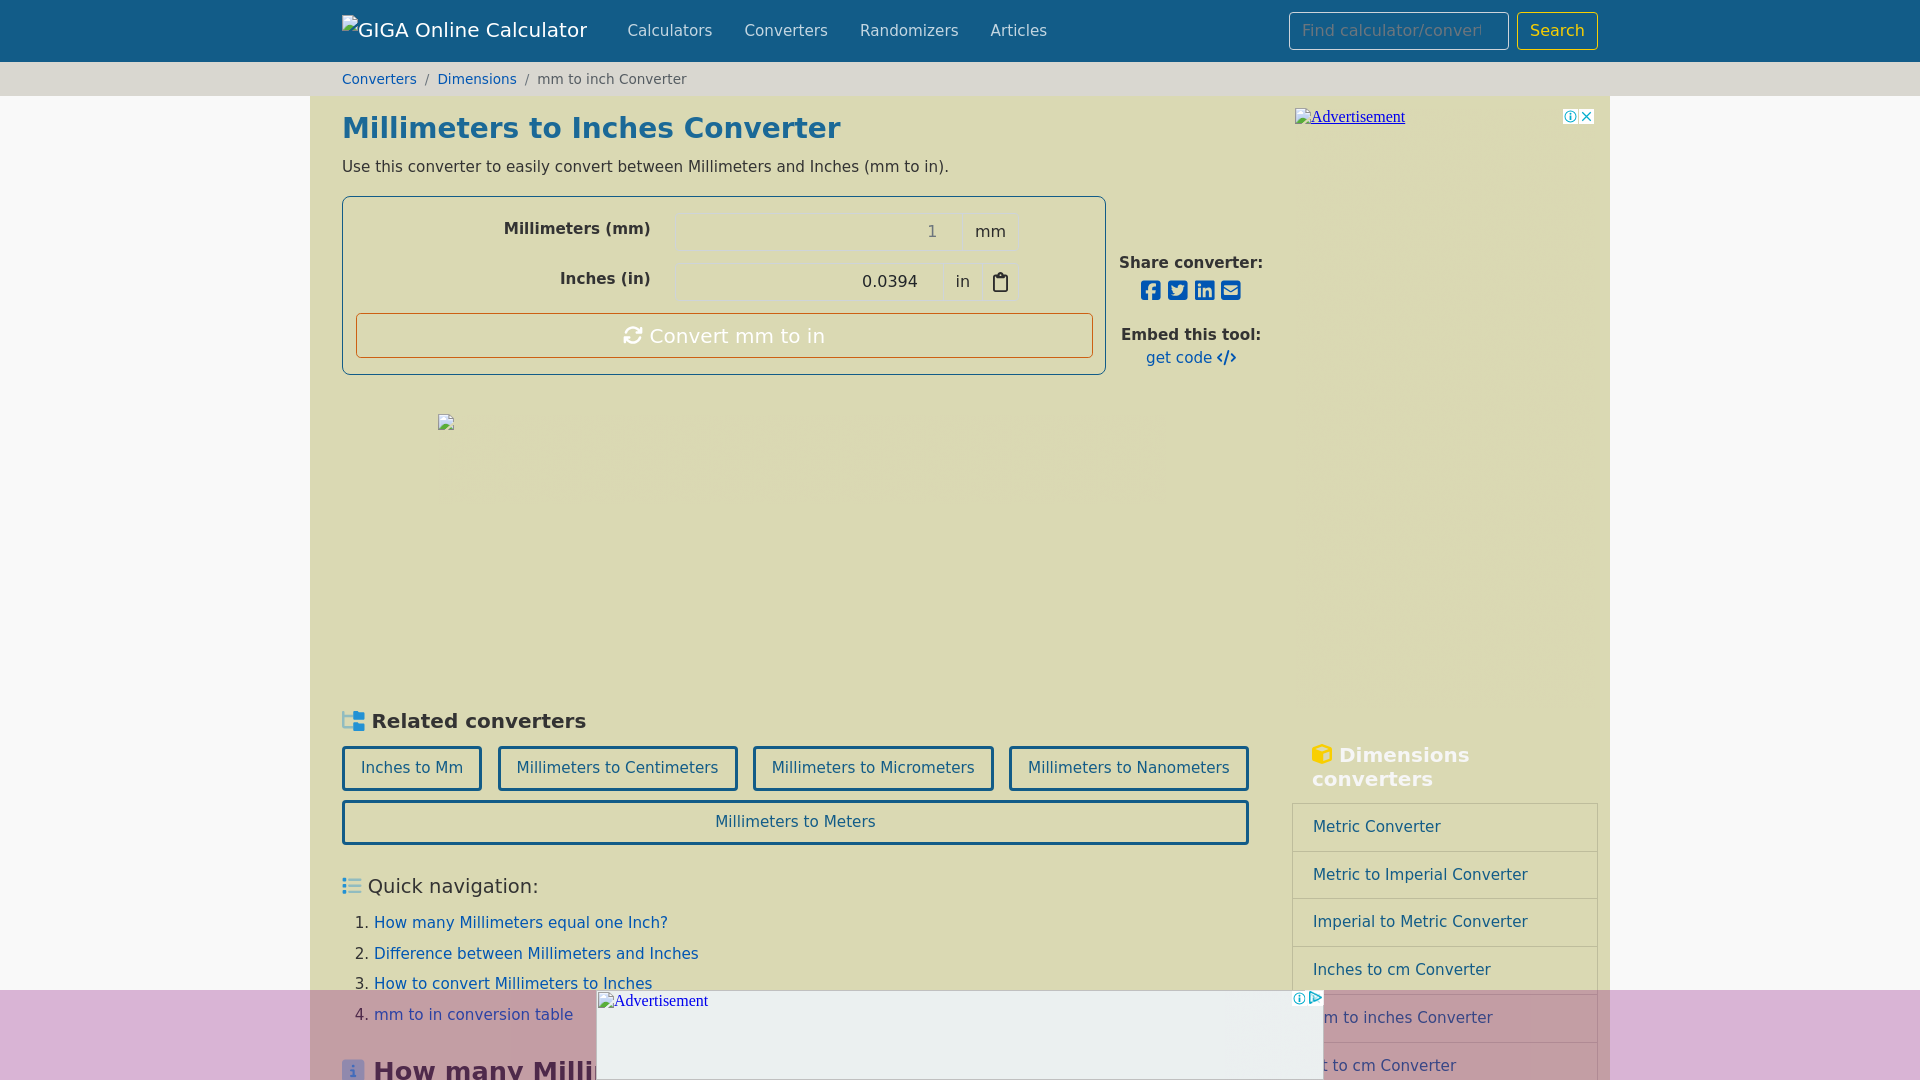 GIGA Online Calculator
Calculators
Converters
Randomizers
Articles
Find calculator/convert
Search
Converters / Dimensions / mm to inch Converter
Millimeters to Inches Converter
Use this converter to easily convert between Millimeters and Inches (mm to in).
Advertisement
Millimeters (mm)
1
mm
Inches (in)
0.0394
in
Convert mm to in
Share converter:
Embed this tool:
get code
Related converters
Inches to Mm
Millimeters to Centimeters
Millimeters to Micrometers
Millimeters to Nanometers
Millimeters to Meters
Quick navigation:
1. How many Millimeters equal one Inch?
2. Difference between Millimeters and Inches
3. How to convert Millimeters to Inches
4. mm to in conversion table
How many Milli
Dimensions
converters
Metric Converter
Metric to Imperial Converter
Imperial to Metric Converter
Inches to cm Converter
m to inches Converter
t to cm Converter
Advertisement